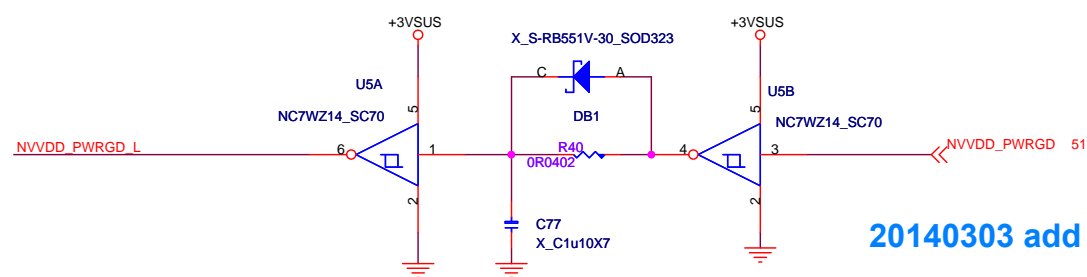 +3VSUS
+3VSUS
X_S-RB551V-30_SOD323
C
A
U5A
U5B
5
5
DB1
NC7WZ14_SC70
NC7WZ14_SC70
NVVDD_PWRGD_L
6
1
R40
0R0402
4
3
NVVDD_PWRGD 51
2
2
C77
X_C1u10X7
20140303 add